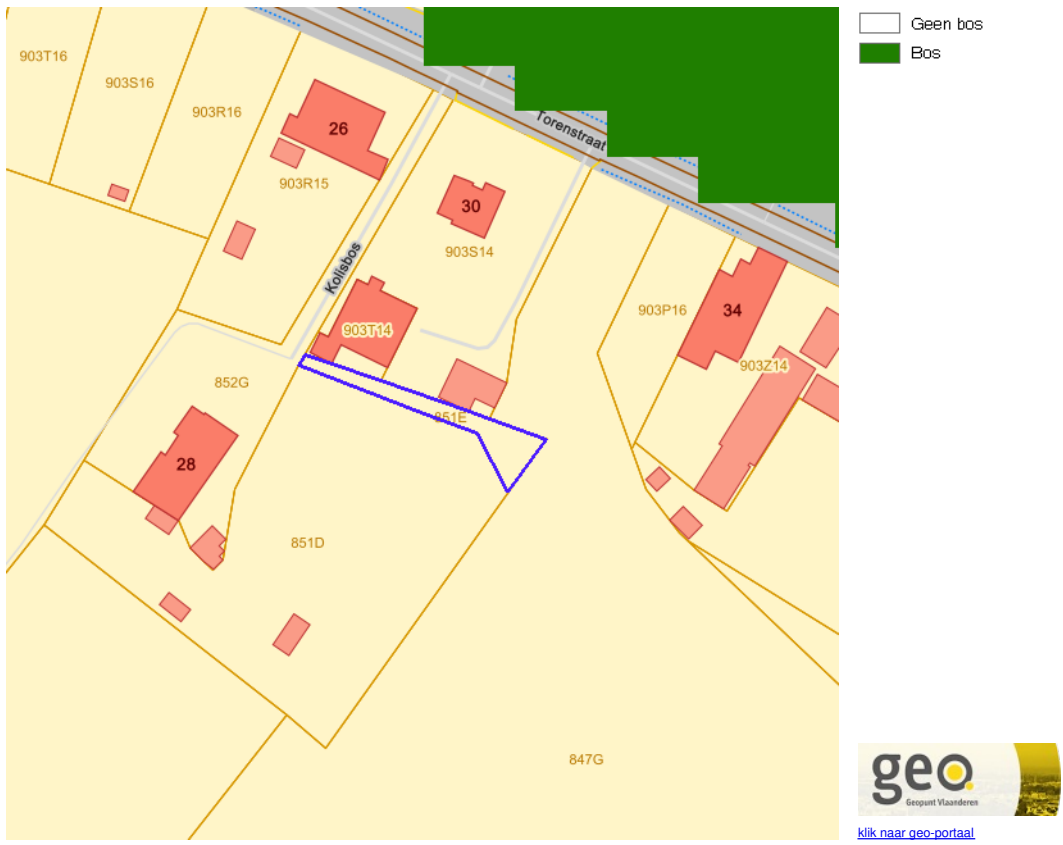 Geen bos
Bos
903T16
903S16
903R16
26
903R15
Torenstraat
30
903S14
Kolisbos
903T14
903P16
34
903Z14
852G
851E
28
851D
847G
geo.
Geopunt Vlaanderen
klik naar geo-portaal